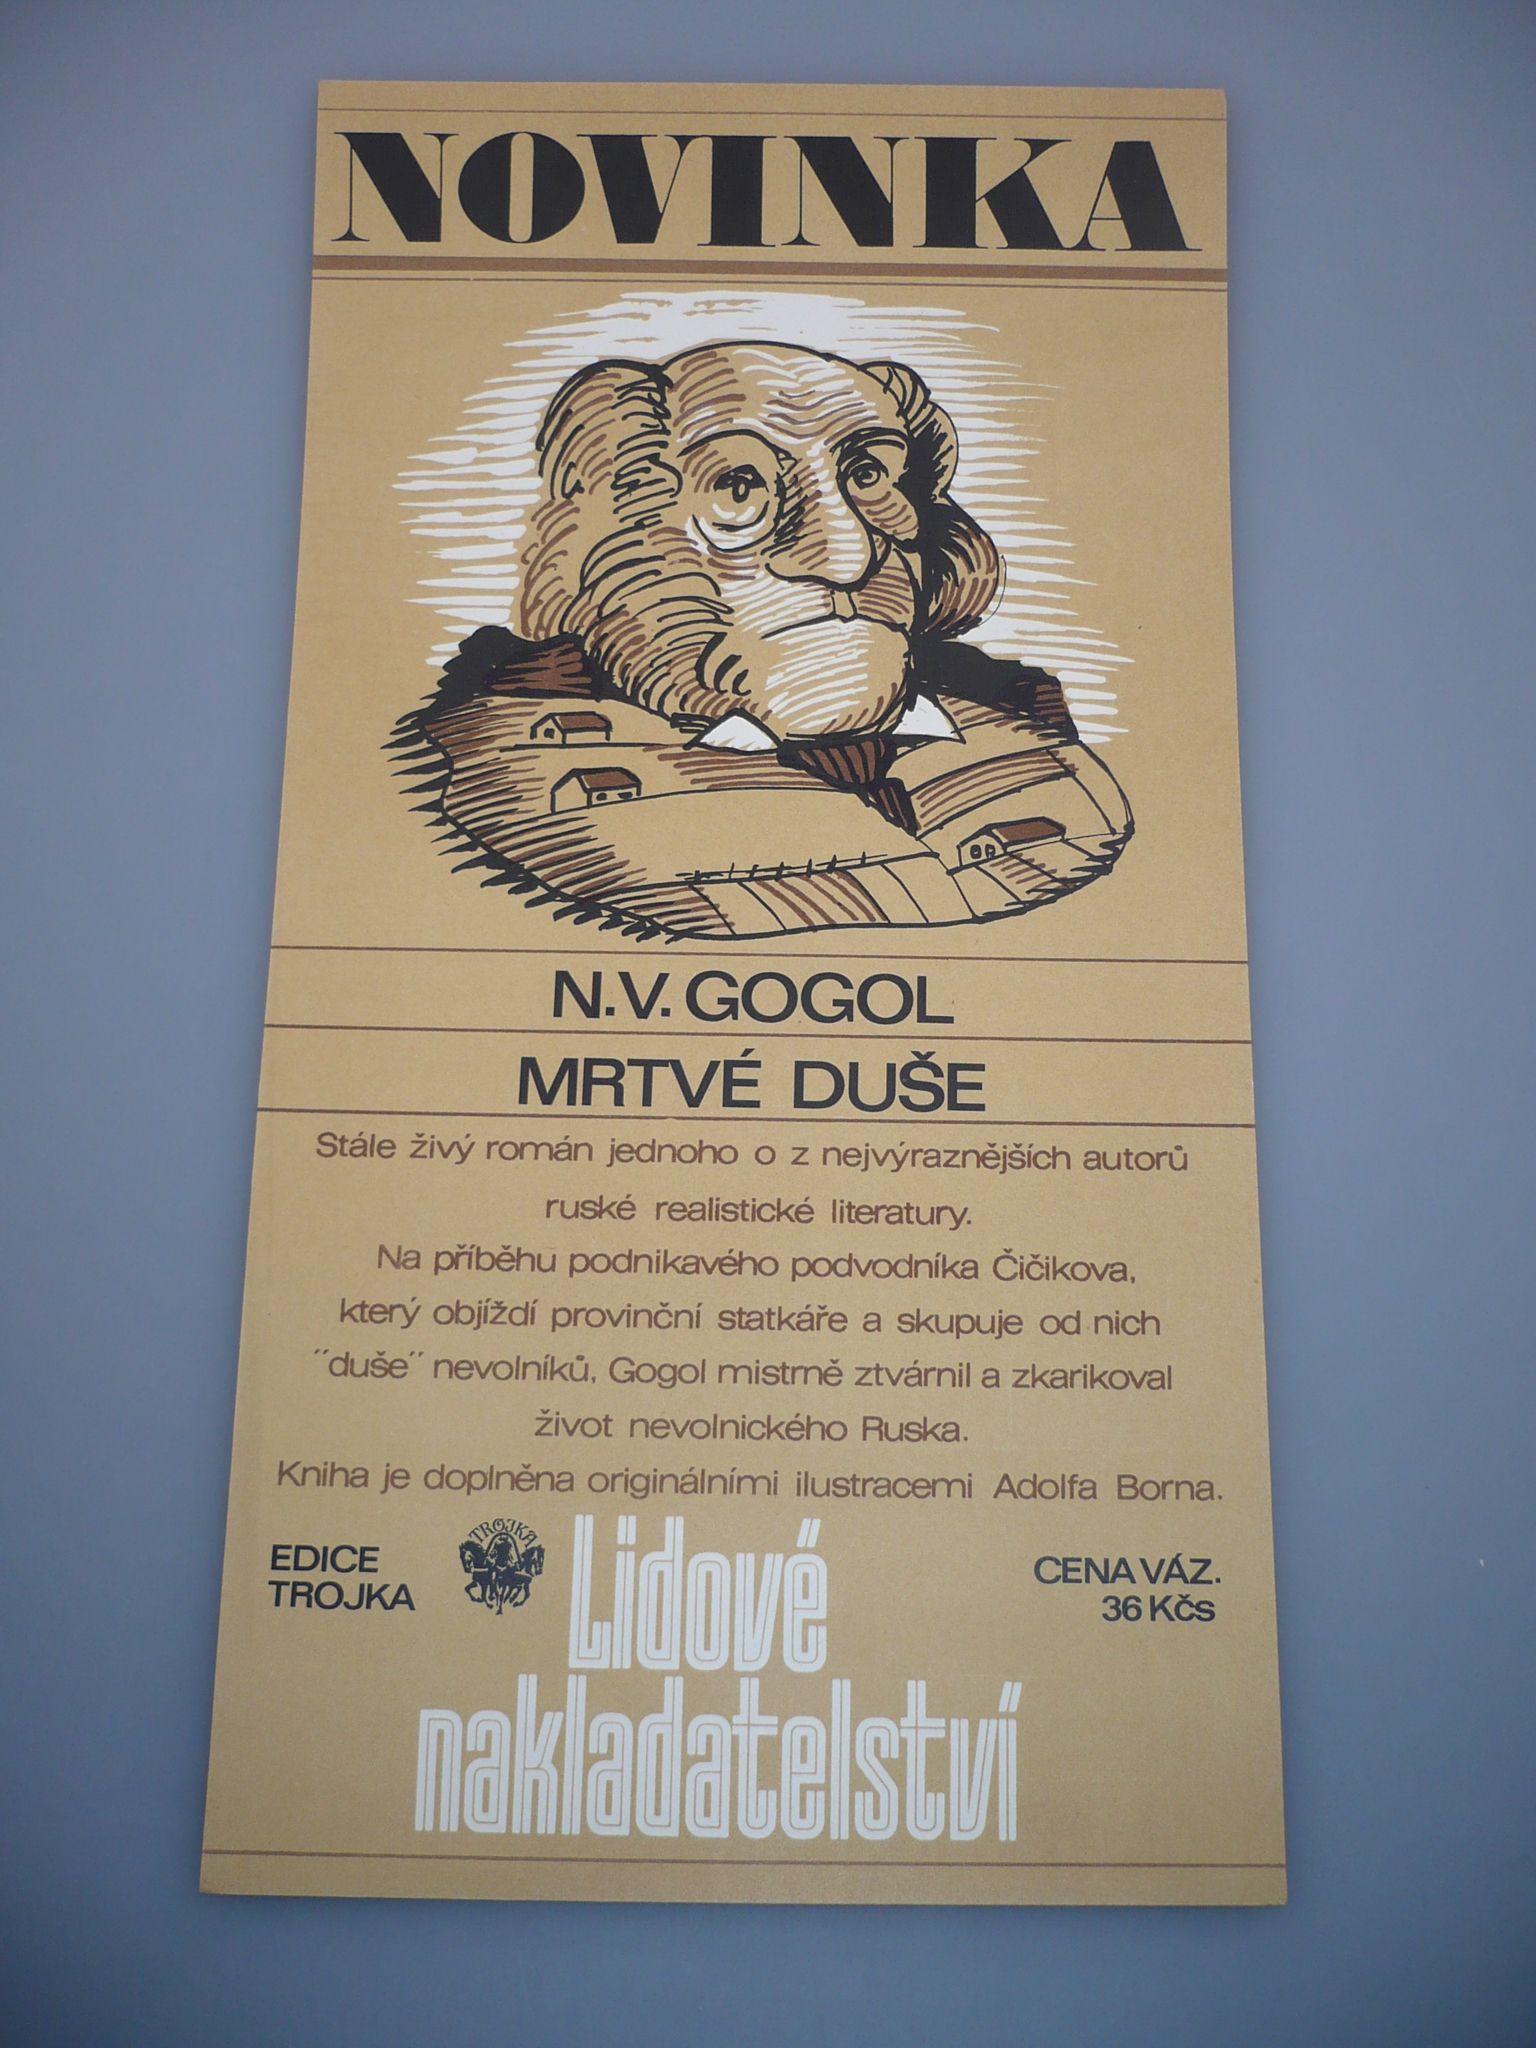 NOVINKA
N.V. GOGOL
MRTVÉ DUŠE
Stále živý román jednoho o z nejvýraznějších autorů
ruské realistické literatury.
Na příběhu podnikavého podvodníka Čičikova,
který objíždí provinční statkáře a skupuje od nich
"duše" nevolníků, Gogol mistrně ztvárnil a zkarikoval
život nevolnického Ruska.
Kniha je doplněna originálními ilustracemi Adolfa Borna.
EDICE
TROJKA
TROJKA
Lidové
nakladatelství
CENA VÁZ.
36 Kčs